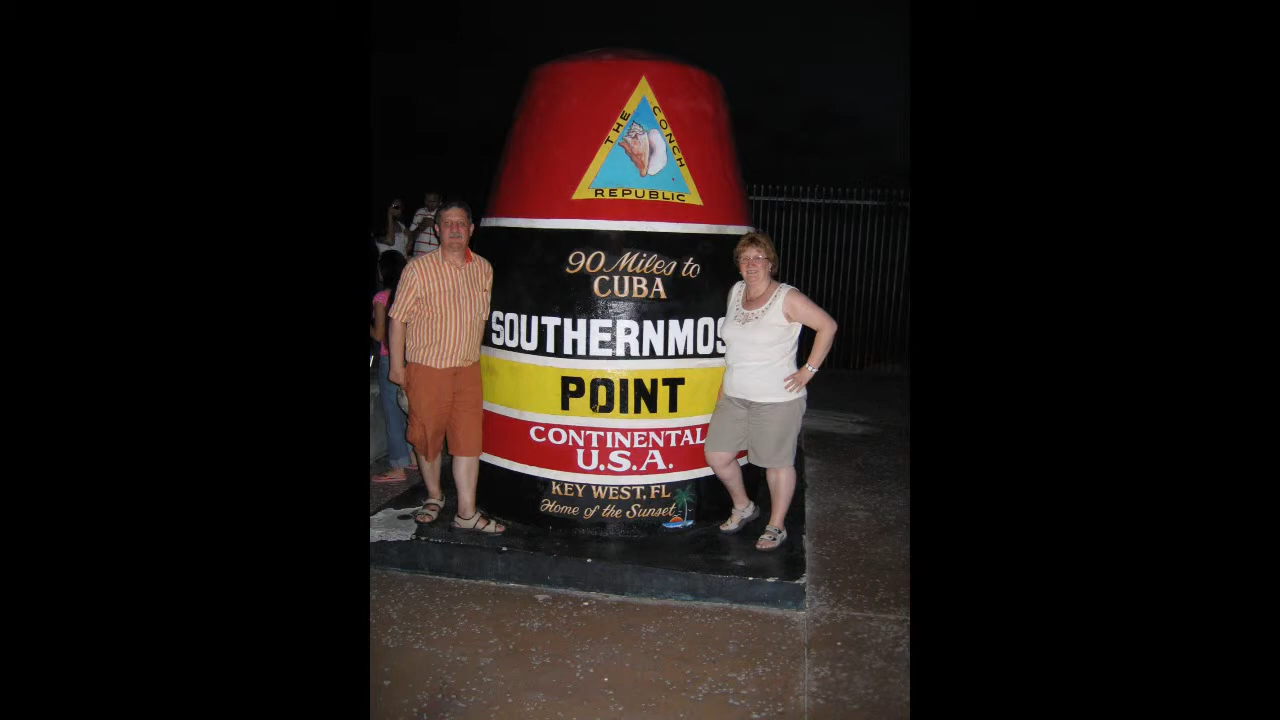 THE CONCH
REPUBLIC
90 Miles to
CUBA
SOUTHERNMOS
POINT
CONTINENTAL
U.S.A.
KEY WEST, FL
Home of the Sunset